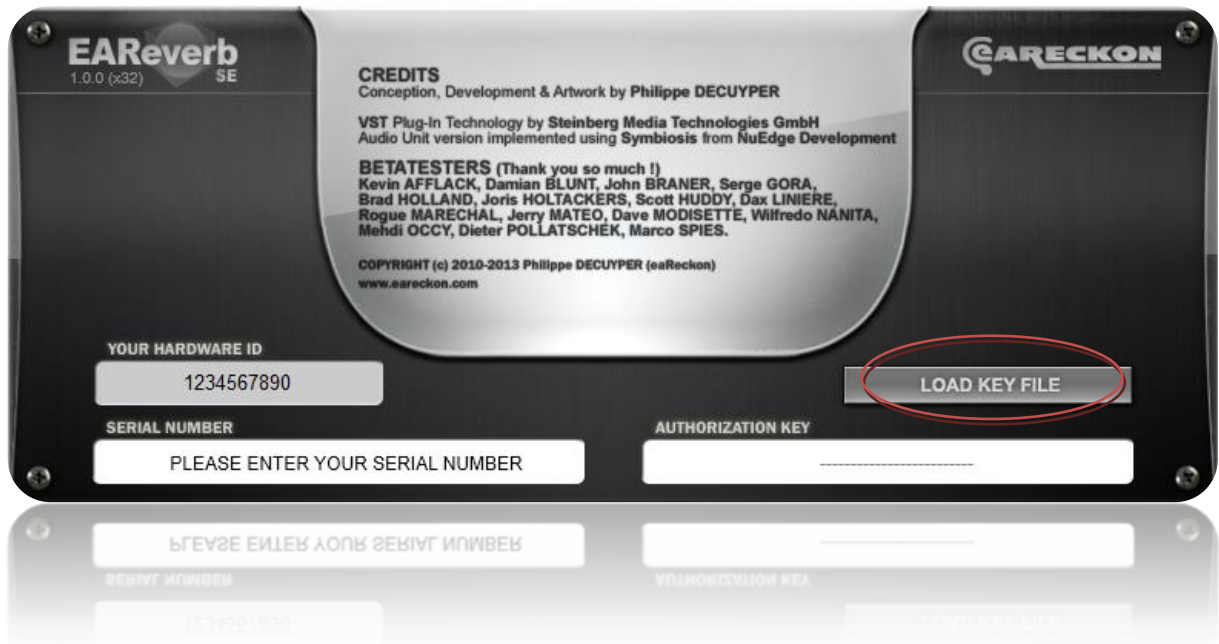 EAReverb
1.0.0 (x32) SE
eaRECKON
CREDITS
Conception, Development & Artwork by Philippe DECUYPER
VST Plug-In Technology by Steinberg Media Technologies GmbH
Audio Unit version implemented using Symbiosis from NuEdge Development
BETATESTERS (Thank you so much !)
Kevin AFFLACK, Damian BLUNT, John BRANER, Serge GORA,
Brad HOLLAND, Joris HOLTACKERS, Scott HUDDY, Dax LINIERE,
Rogue MARECHAL, Jerry MATEO, Dave MODISETTE, Wilfredo NANITA,
Mehdi OCCY, Dieter POLLATSCHEK, Marco SPIES.
COPYRIGHT (c) 2010-2013 Philippe DECUYPER (eaReckon)
www.eareckon.com
YOUR HARDWARE ID
1234567890
LOAD KEY FILE
SERIAL NUMBER
AUTHORIZATION KEY
PLEASE ENTER YOUR SERIAL NUMBER
-------------------------